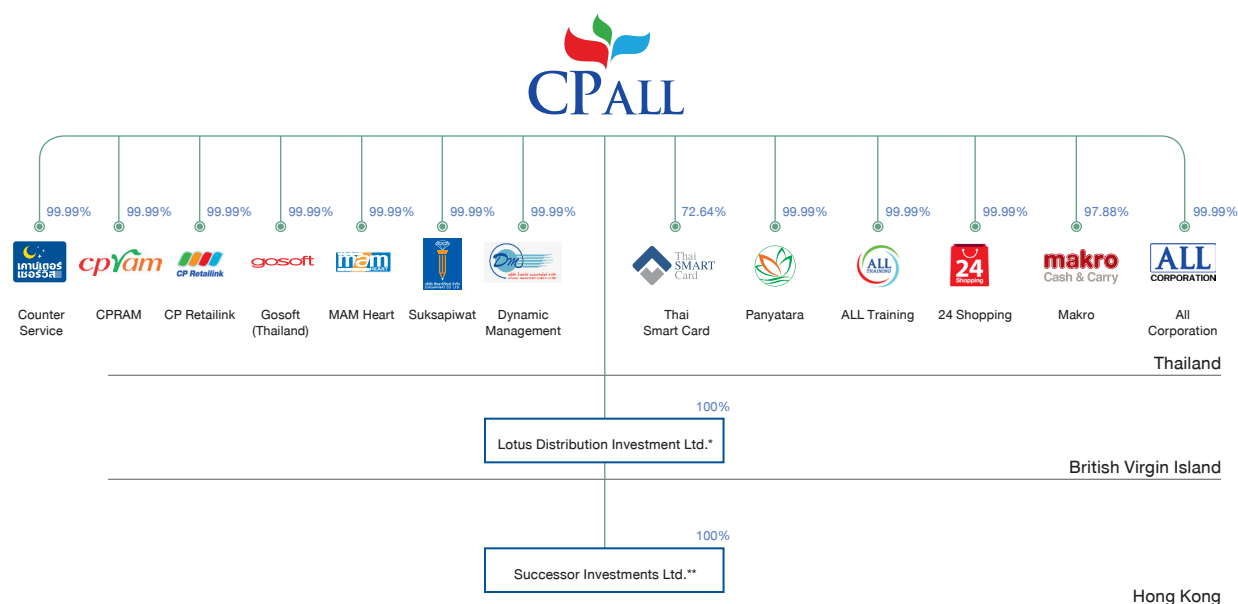 CPALL
99.99% 99.99% 99.99% 99.99% 99.99% 99.99% 99.99% 72.64% 99.99% 99.99% 99.99% 97.88% 99.99%
เคาน์เตอร์
เซอร์วิส
cpram
CP Retailink
gosoft
mam
HEART
Dm
Thai
SMART
Card
ALL
TRAINING
24
Shopping
makro
Cash & Carry
ALL
CORPORATION
Counter
Service
CPRAM
CP Retailink
Gosoft
(Thailand)
MAM Heart
Suksapiwat
Dynamic
Management
Thai
Smart Card
Panyatara
ALL Training
24 Shopping
Makro
All
Corporation
Thailand
100%
Lotus Distribution Investment Ltd.*
British Virgin Island
100%
Successor Investments Ltd.**
Hong Kong